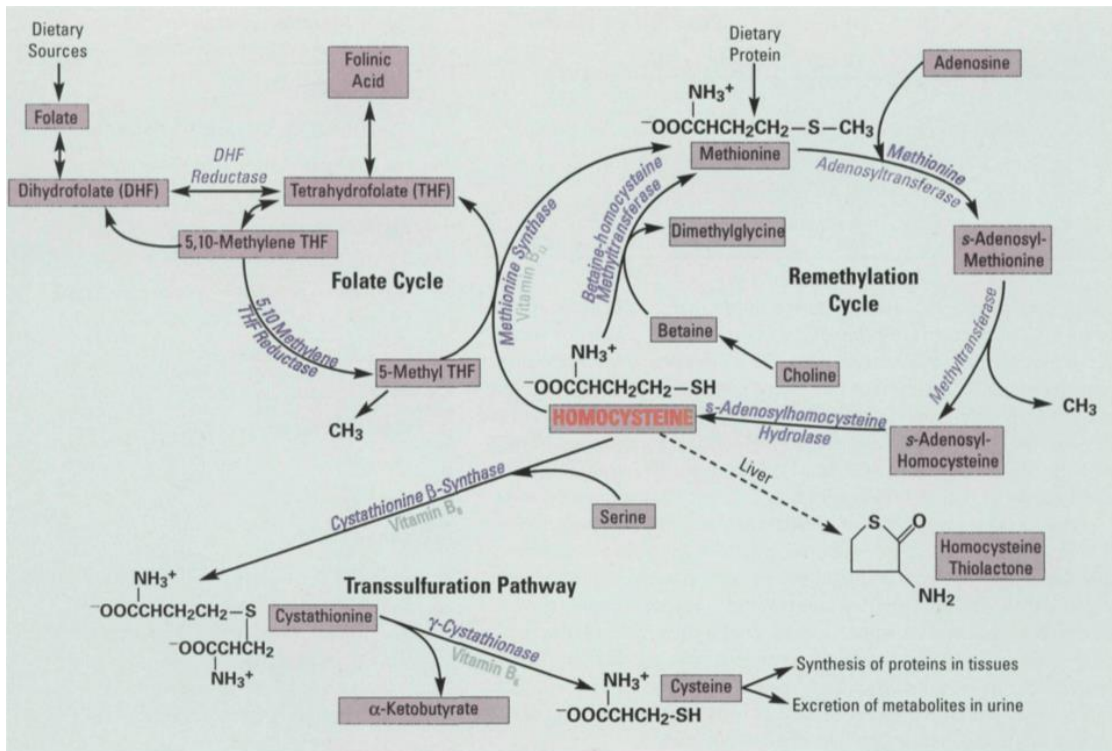 Dietary
Sources
Folate
Dihydrofolate (DHF)
DHF
Reductase
Folinic
Acid
Tetrahydrofolate (THF)
5,10-Methylene THF
Folate Cycle
5,10 Methylene
THF Reductase
5-Methyl THF
CH3
Methionine Synthase
Vitamin B12
Betaine-homocysteine
Methyltransferase
Dietary
Protein
NH3+
-OOCCHCH2CH2-S-CH3
Methionine
Adenosine
Methionine
Adenosyltransferase
s-Adenosyl-
Methionine
Dimethylglycine
Remethylation
Cycle
Betaine
Choline
Methyltransferase
CH3
NH3+
-OOCCHCH2CH2-SH
HOMOCYSTEINE
s-Adenosylhomocysteine
Hydrolase
s-Adenosyl-
Homocysteine
Liver
S
O
NH2
Homocysteine
Thiolactone
Cystathionine β-Synthase
Vitamin B6
Serine
Transsulfuration Pathway
NH3+
-OOCCHCH2CH2-S
-OOCCHCH2
NH3+
Cystathionine
γ-Cystathionase
Vitamin B6
α-Ketobutyrate
NH3+
-OOCCHCH2-SH
Cysteine
Synthesis of proteins in tissues
Excretion of metabolites in urine